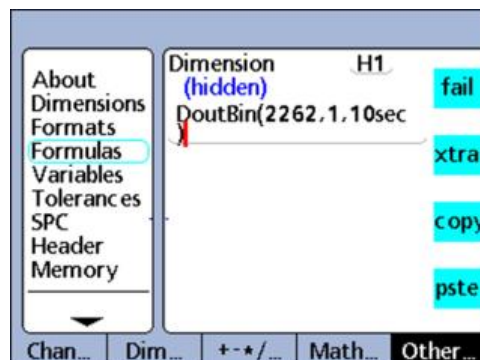 About
Dimensions
Formats
Formulas
Variables
Tolerances
SPC
Header
Memory
Dimension H1
(hidden)
DoutBin(2262,1,10sec
)
fail
xtra
copy
pste
Chan... Dim... +-*/... Math... Other...